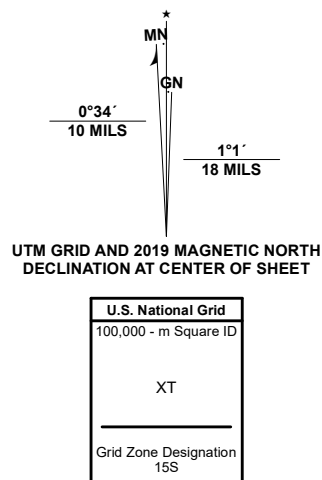 ★
MN
GN
0°34´
10 MILS
1°1´
18 MILS
UTM GRID AND 2019 MAGNETIC NORTH
DECLINATION AT CENTER OF SHEET
U.S. National Grid
100,000 - m Square ID
XT
Grid Zone Designation
15S